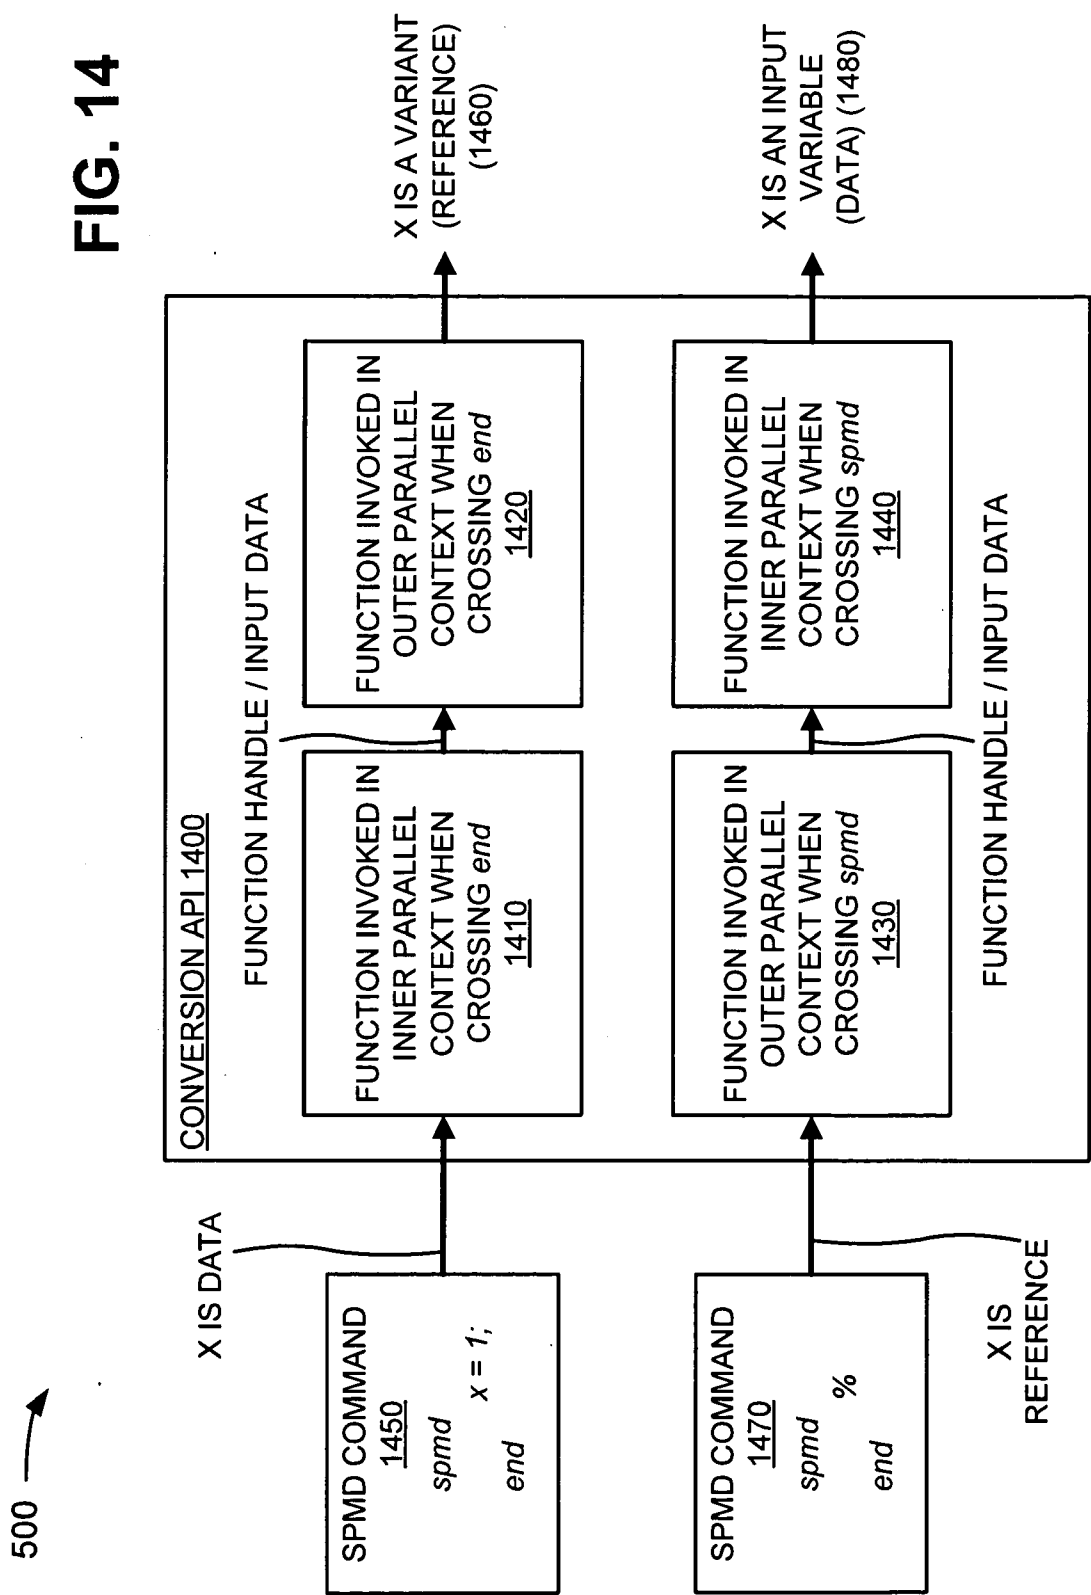 500
FIG. 14
CONVERSION API 1400
X IS DATA
SPMD COMMAND
1450
spmd
x = 1;
end
FUNCTION INVOKED IN
INNER PARALLEL
CONTEXT WHEN
CROSSING end
1410
FUNCTION HANDLE / INPUT DATA
FUNCTION INVOKED IN
OUTER PARALLEL
CONTEXT WHEN
CROSSING end
1420
X IS A VARIANT
(REFERENCE)
(1460)
SPMD COMMAND
1470
spmd
%
end
X IS
REFERENCE
FUNCTION INVOKED IN
OUTER PARALLEL
CONTEXT WHEN
CROSSING spmd
1430
FUNCTION HANDLE / INPUT DATA
FUNCTION INVOKED IN
INNER PARALLEL
CONTEXT WHEN
CROSSING spmd
1440
X IS AN INPUT
VARIABLE
(DATA) (1480)